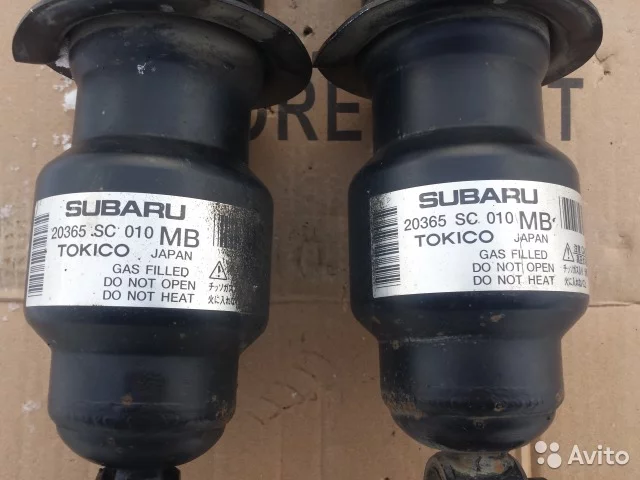 SUBARU
20365 SC 010 MB
TOKICO JAPAN
GAS FILLED
DO NOT OPEN
DO NOT HEAT
SUBARU
20365 SC 010 MB
TOKICO JAPAN
GAS FILLED
DO NOT OPEN
DO NOT HEAT
Avito